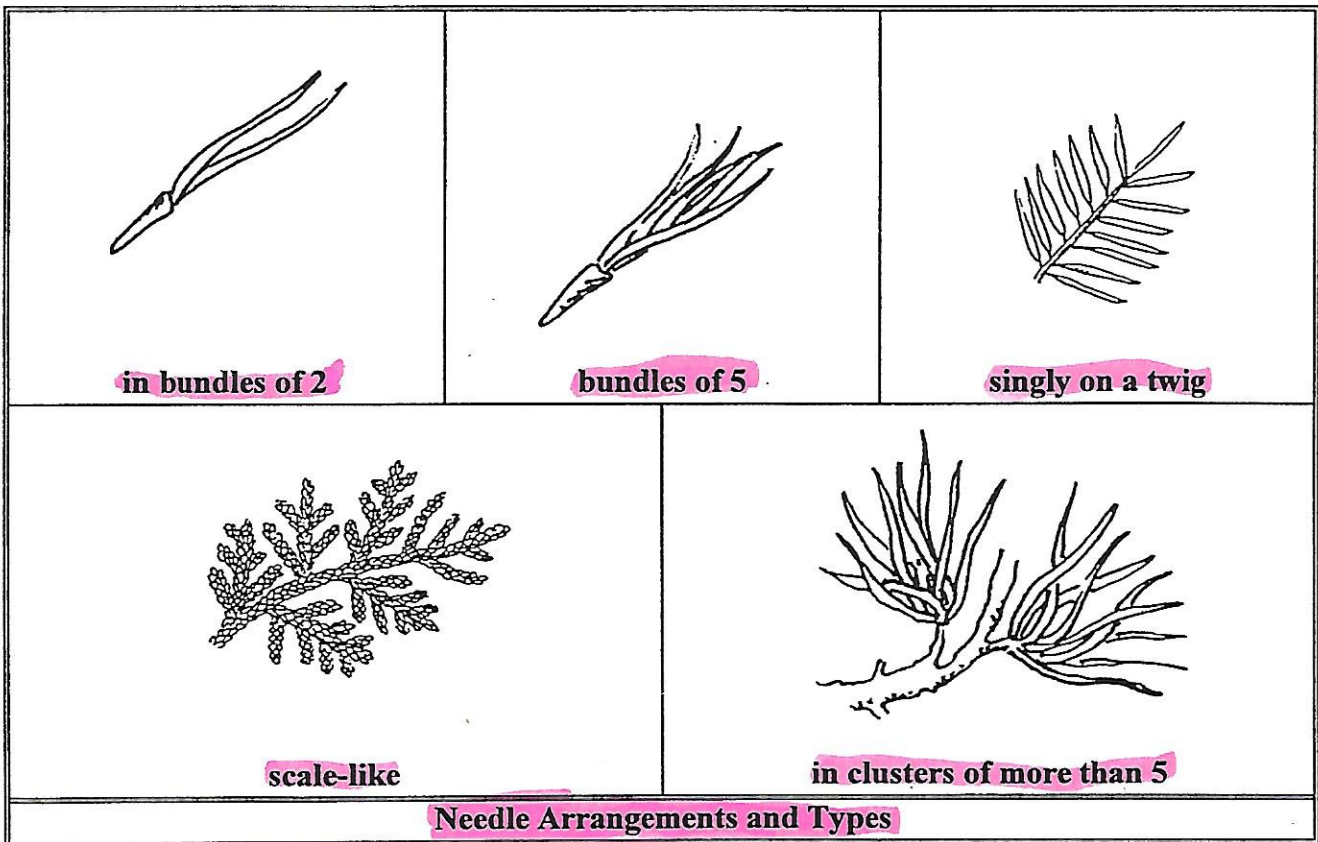 in bundles of 2
bundles of 5
singly on a twig
scale-like
in clusters of more than 5
Needle Arrangements and Types